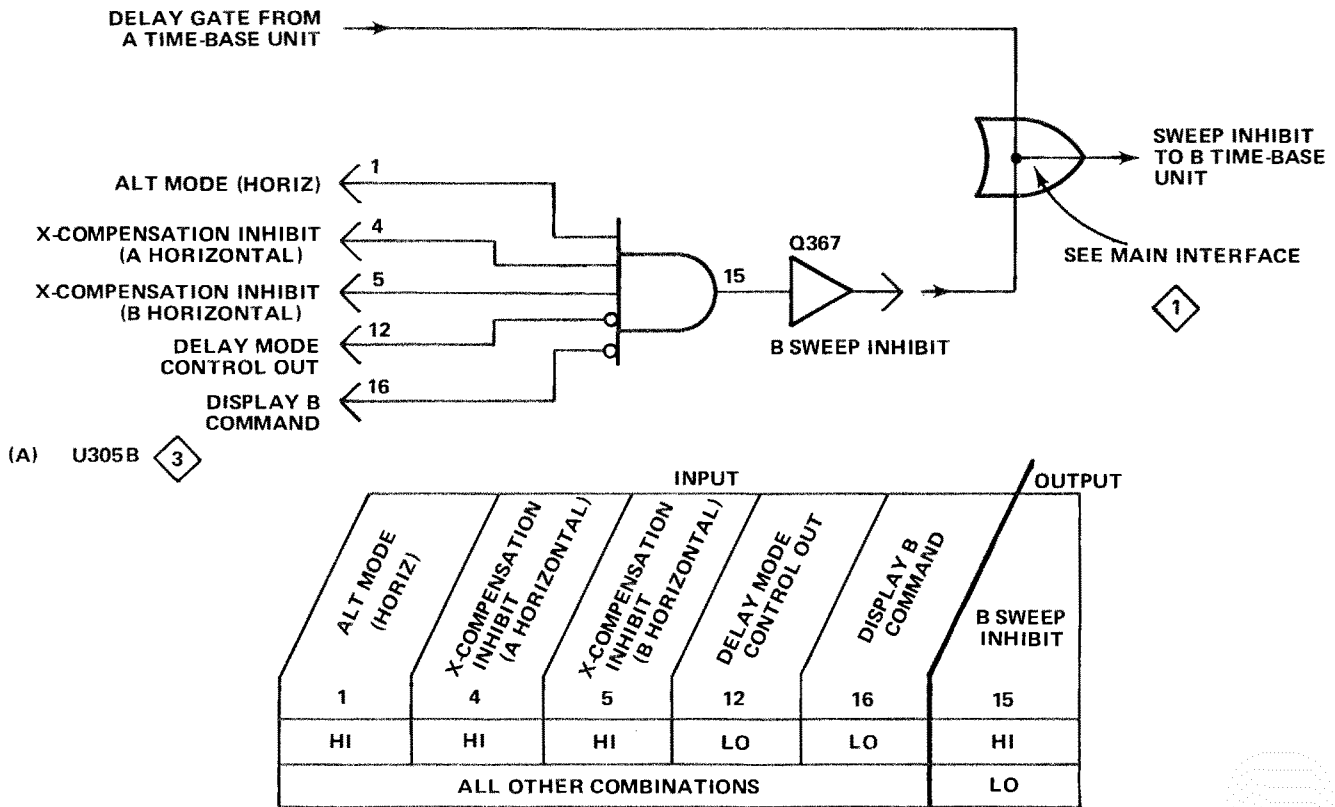 DELAY GATE FROM
A TIME-BASE UNIT
SWEEP INHIBIT
TO B TIME-BASE
UNIT
SEE MAIN INTERFACE
1
ALT MODE (HORIZ)
1
X-COMPENSATION INHIBIT
(A HORIZONTAL)
4
X-COMPENSATION INHIBIT
(B HORIZONTAL)
5
DELAY MODE
CONTROL OUT
12
DISPLAY B
COMMAND
16
15
Q367
B SWEEP INHIBIT
(A) U305B 3
INPUT
OUTPUT
ALT MODE
(HORIZ)
X-COMPENSATION
INHIBIT
(A HORIZONTAL)
X-COMPENSATION
INHIBIT
(B HORIZONTAL)
DELAY MODE
CONTROL OUT
DISPLAY B
COMMAND
B SWEEP
INHIBIT
1 4 5 12 16 15
HI HI HI LO LO HI
ALL OTHER COMBINATIONS LO